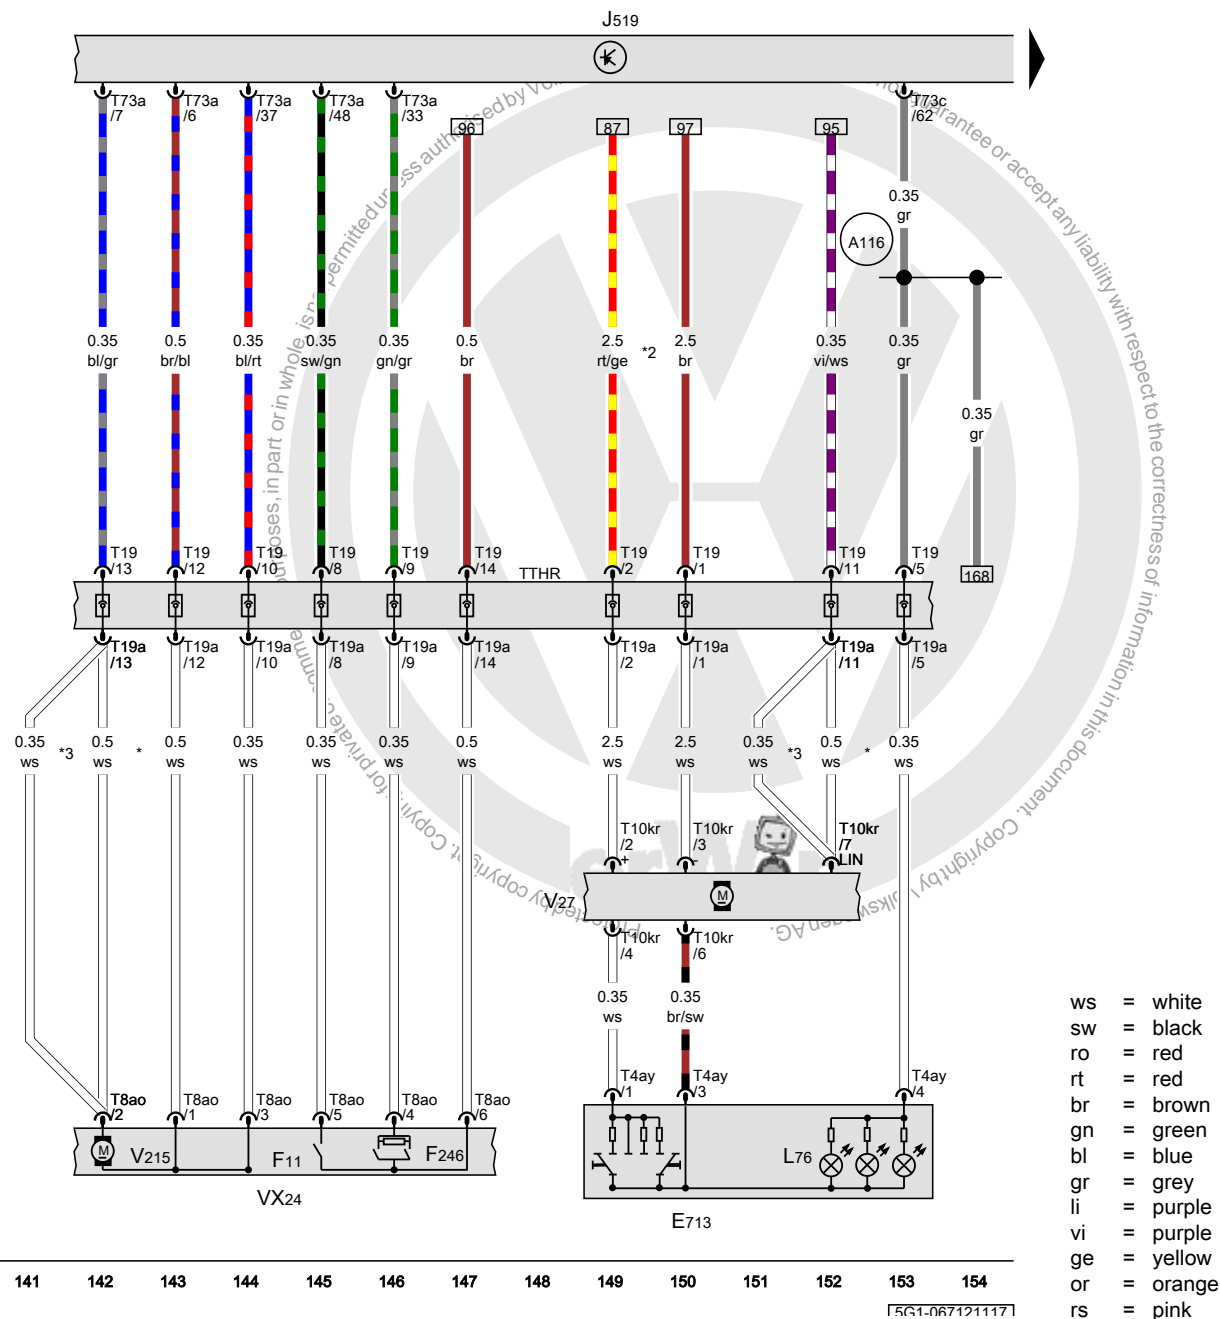 J519
T73a /7
T73a /6
T73a /37
T73a /48
T73a /33
T73c /62
96
87
97
95
0.35 gr
A116
0.35 bl/gr
0.5 br/bl
0.35 bl/rt
0.35 sw/gn
0.35 gn/gr
0.5 br
2.5 rt/ge
*2
2.5 br
0.35 vi/ws
0.35 gr
0.35 gr
T19 /13
T19 /12
T19 /10
T19 /8
T19 /9
T19 /14
TTHR
T19 /2
T19 /1
T19 /11
T19 /5
168
T19a /13
T19a /12
T19a /10
T19a /8
T19a /9
T19a /14
T19a /2
T19a /1
T19a /11
T19a /5
0.35 ws
*3
0.5 ws
*
0.5 ws
0.35 ws
0.35 ws
0.35 ws
0.5 ws
2.5 ws
2.5 ws
0.35 ws
*3
0.5 ws
*
0.35 ws
T10kr /2 +
T10kr /3 -
T10kr /7 LIN
V27
M
T10kr /4
T10kr /6
0.35 ws
0.35 br/sw
T8ao /2
T8ao /1
T8ao /3
T8ao /5
T8ao /4
T8ao /6
T4ay /1
T4ay /3
T4ay /4
M
V215
F11
F246
L76
VX24
E713
141 142 143 144 145 146 147 148 149 150 151 152 153 154
5G1-067121117
ws = white
sw = black
ro = red
rt = red
br = brown
gn = green
bl = blue
gr = grey
li = purple
vi = purple
ge = yellow
or = orange
rs = pink